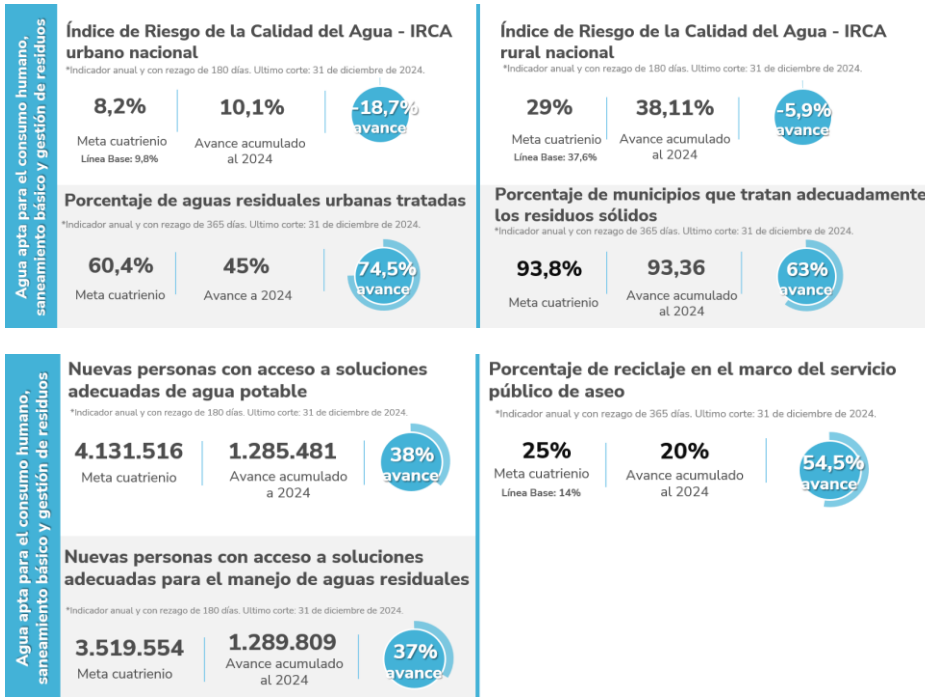 Agua apta para el consumo humano,
saneamiento básico y gestión de residuos
Índice de Riesgo de la Calidad del Agua - IRCA
urbano nacional
*Indicador anual y con rezago de 180 días. Ultimo corte: 31 de diciembre de 2024.
8,2%
Meta cuatrienio
Línea Base: 9,8%
10,1%
Avance acumulado
al 2024
-18,7%
avance
Índice de Riesgo de la Calidad del Agua - IRCA
rural nacional
*Indicador anual y con rezago de 180 días. Ultimo corte: 31 de diciembre de 2024.
29%
Meta cuatrienio
Línea Base: 37,6%
38,11%
Avance acumulado
al 2024
-5,9%
avance
Porcentaje de aguas residuales urbanas tratadas
*Indicador anual y con rezago de 365 días. Ultimo corte: 31 de diciembre de 2024.
60,4%
Meta cuatrienio
45%
Avance a 2024
74,5%
avance
Porcentaje de municipios que tratan adecuadamente
los residuos sólidos
*Indicador anual y con rezago de 365 días. Ultimo corte: 31 de diciembre de 2024.
93,8%
Meta cuatrienio
93,36
Avance acumulado
al 2024
63%
avance
Agua apta para el consumo humano,
saneamiento básico y gestión de residuos
Nuevas personas con acceso a soluciones
adecuadas de agua potable
*Indicador anual y con rezago de 180 días. Ultimo corte: 31 de diciembre de 2024.
4.131.516
Meta cuatrienio
1.285.481
Avance acumulado
a 2024
38%
avance
Porcentaje de reciclaje en el marco del servicio
público de aseo
*Indicador anual y con rezago de 365 días. Ultimo corte: 31 de diciembre de 2024.
25%
Meta cuatrienio
Línea Base: 14%
20%
Avance acumulado
al 2024
54,5%
avance
Nuevas personas con acceso a soluciones
adecuadas para el manejo de aguas residuales
*Indicador anual y con rezago de 180 días. Ultimo corte: 31 de diciembre de 2024.
3.519.554
Meta cuatrienio
1.289.809
Avance acumulado
al 2024
37%
avance